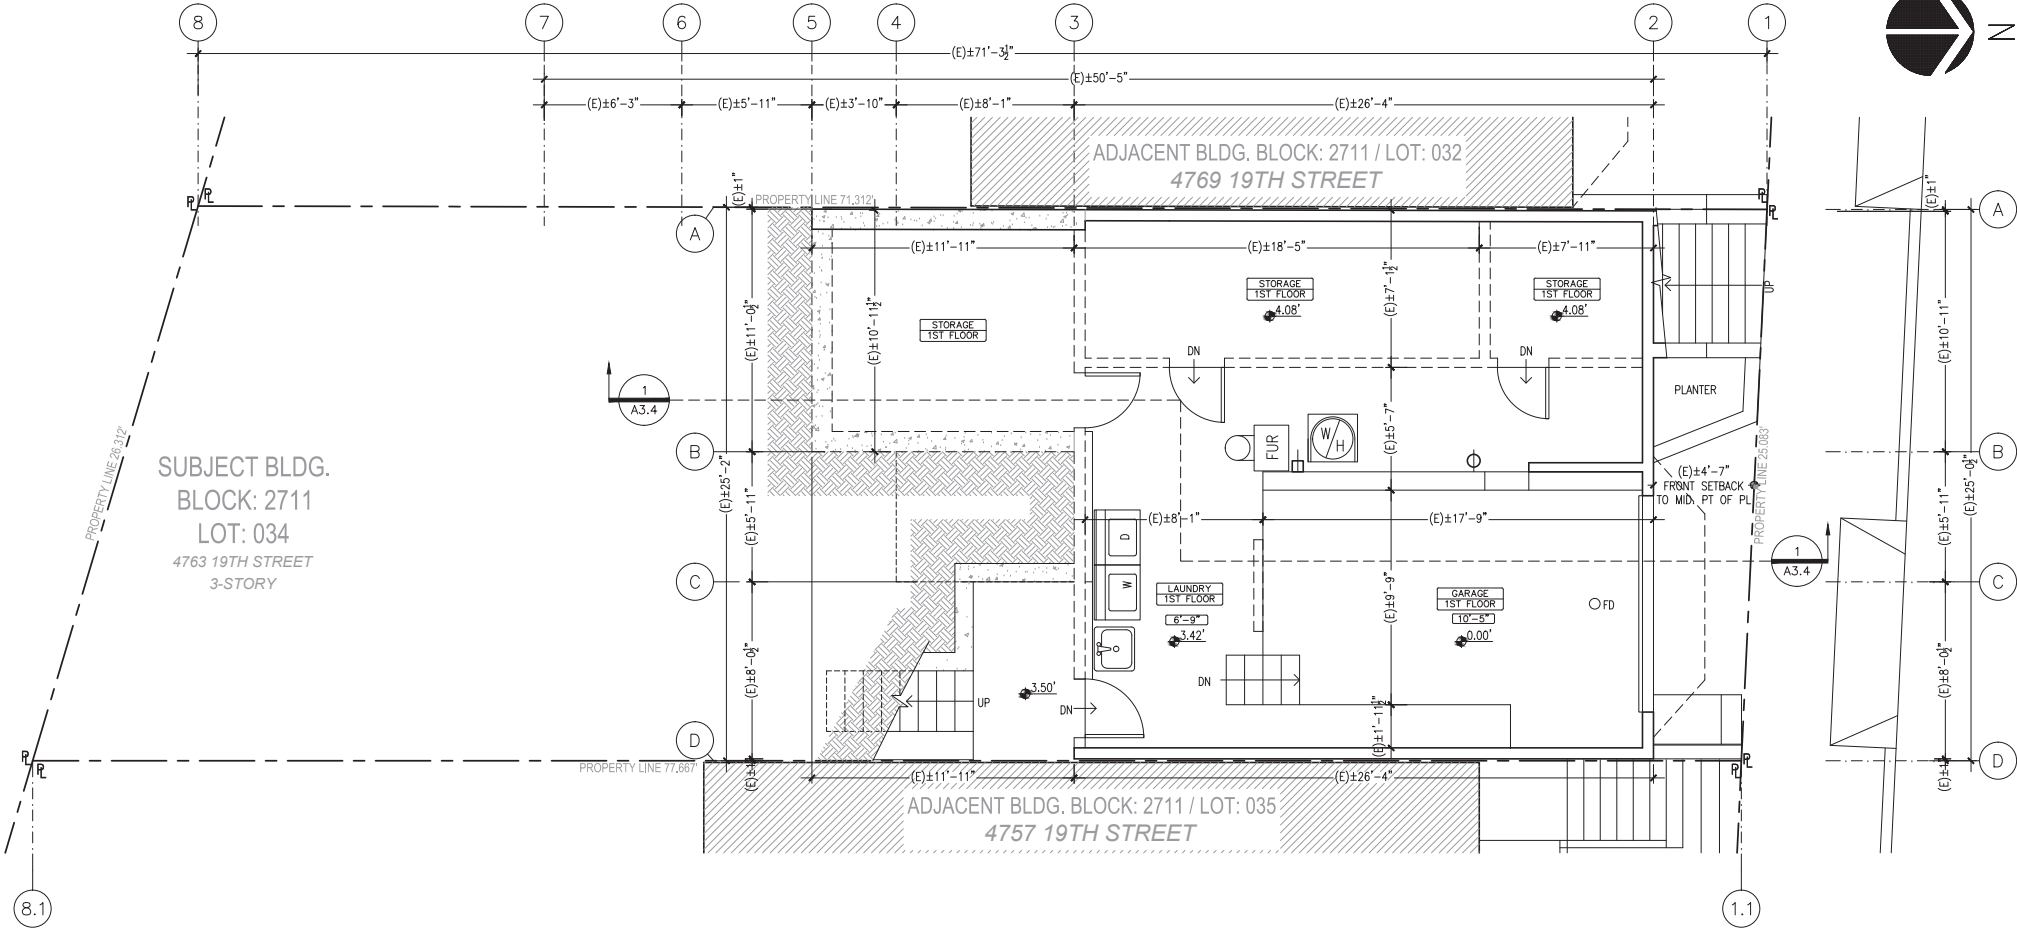 8
7
6
5
4
3
2
1
N
(E)±71'-3½"
(E)±50'-5"
(E)±6'-3"
(E)±5'-11"
(E)±3'-10"
(E)±8'-1"
(E)±26'-4"
ADJACENT BLDG. BLOCK: 2711 / LOT: 032
4769 19TH STREET
PL
PL
PL
PL
(E)±1"
PROPERTY LINE 71.312'
(E)±1"
A
A
(E)±11'-11"
(E)±18'-5"
(E)±7'-11"
STORAGE
1ST FLOOR
4.08'
STORAGE
1ST FLOOR
4.08'
(E)±7'-1½"
UP
STORAGE
1ST FLOOR
(E)±11'-0½"
(E)±10'-11½"
(E)±10'-11"
DN
DN
1
A3.4
PLANTER
(E)±5'-7"
W/H
FUR
B
B
PROPERTY LINE 26.312'
SUBJECT BLDG.
BLOCK: 2711
LOT: 034
4763 19TH STREET
3-STORY
(E)±25'-2"
(E)±5'-11"
(E)±4'-7"
FRONT SETBACK
TO MID. PT OF PL
PROPERTY LINE 25.083'
(E)±25'-0½"
(E)±5'-11"
(E)±8'-1"
(E)±17'-9"
D
W
1
A3.4
C
C
LAUNDRY
1ST FLOOR
6'-9"
3.42'
(E)±9'-9"
GARAGE
1ST FLOOR
10'-5"
0.00'
FD
(E)±8'-0½"
(E)±8'-0½"
3.50'
UP
DN
DN
(E)±1'-11½"
D
D
PL
PL
PL
PL
PROPERTY LINE 77.667'
(E)±1"
(E)±11'-11"
(E)±26'-4"
(E)±1"
ADJACENT BLDG. BLOCK: 2711 / LOT: 035
4757 19TH STREET
8.1
1.1